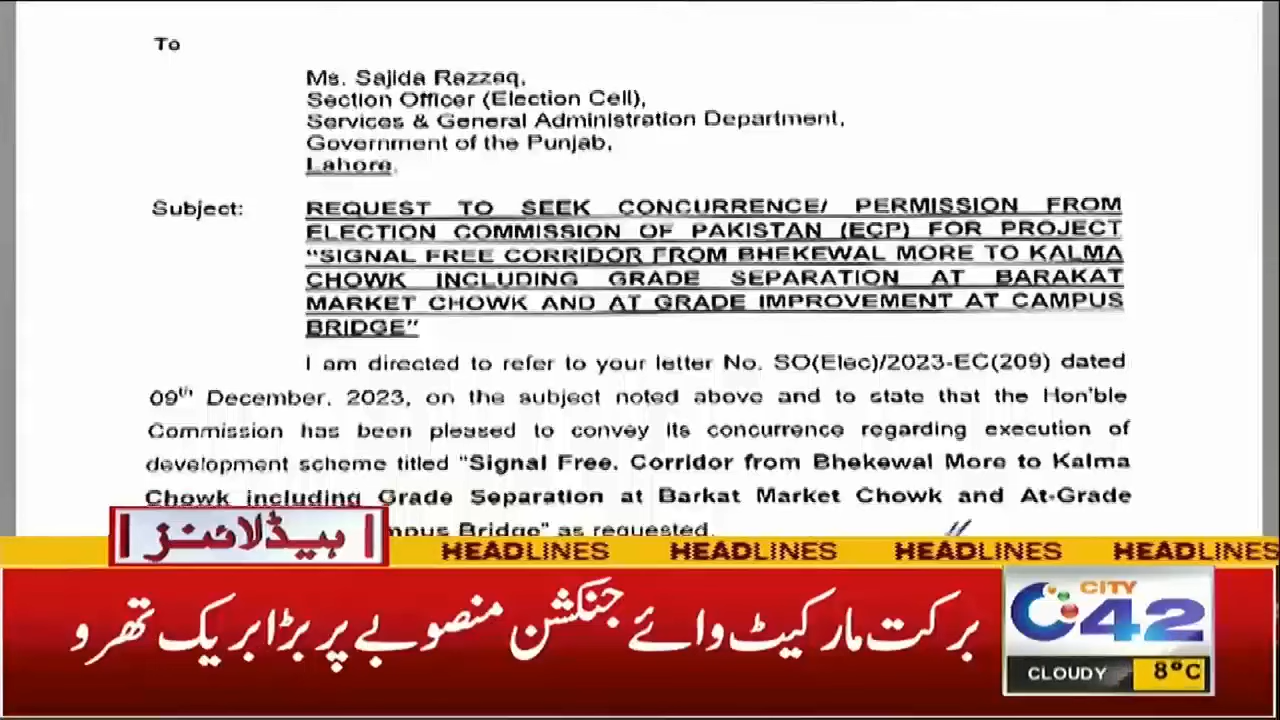 To
Ms. Sajida Razzaq,
Section Officer (Election Cell),
Services & General Administration Department,
Government of the Punjab,
Lahore.
Subject: REQUEST TO SEEK CONCURRENCE/ PERMISSION FROM
ELECTION COMMISSION OF PAKISTAN (ECP) FOR PROJECT
“SIGNAL FREE CORRIDOR FROM BHEKEWAL MORE TO KALMA
CHOWK INCLUDING GRADE SEPARATION AT BARAKAT
MARKET CHOWK AND AT GRADE IMPROVEMENT AT CAMPUS
BRIDGE”
I am directed to refer to your letter No. SO(Elec)/2023-EC(209) dated
09th December, 2023, on the subject noted above and to state that the Hon'ble
Commission has been pleased to convey its concurrence regarding execution of
development scheme titled “Signal Free. Corridor from Bhekewal More to Kalma
Chowk including Grade Separation at Barkat Market Chowk and At-Grade
Bridge” as requested.
ہیڈلائنز
HEADLINES HEADLINES HEADLINES HEADLINES
برکت مارکیٹ وائے جنکشن منصوبے پر بڑا بریک تھرو
CITY
42
CLOUDY 8°C